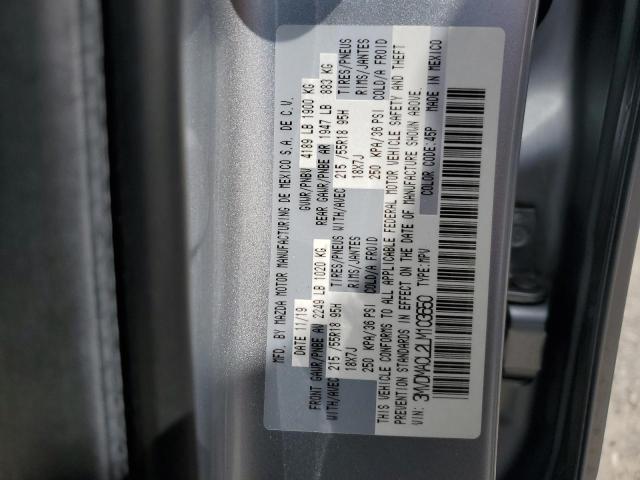 MFD. BY MAZDA MOTOR MANUFACTURING DE MEXICO S.A. DE C.V.
DATE 11/19 GVWR/PNBV 4189 LB 1900 KG
FRONT GAWR/PNBE AV 2249 LB 1020 KG REAR GAWR/PNBE AR 1947 LB 883 KG
WITH/AVEC 215 /55R18 95H TIRES/PNEUS WITH/AVEC 215 /55R18 95H TIRES/PNEUS
18X7J RIMS/JANTES 18X7J RIMS/JANTES
250 KPA/36 PSI COLD/A FROID 250 KPA/36 PSI COLD/A FROID
THIS VEHICLE CONFORMS TO ALL APPLICABLE FEDERAL MOTOR VEHICLE SAFETY AND THEFT
PREVENTION STANDARDS IN EFFECT ON THE DATE OF MANUFACTURE SHOWN ABOVE.
VIN: 3MVDMACL2LM103650 TYPE: MPV COLOR CODE: 45P MADE IN MEXICO